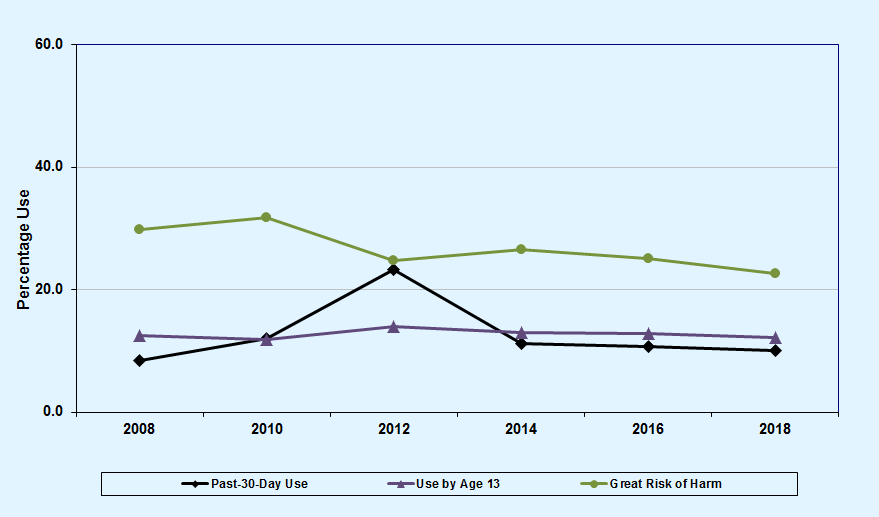 60.0
40.0
20.0
0.0
Percentage Use
2008 2010 2012 2014 2016 2018
Past-30-Day Use Use by Age 13 Great Risk of Harm